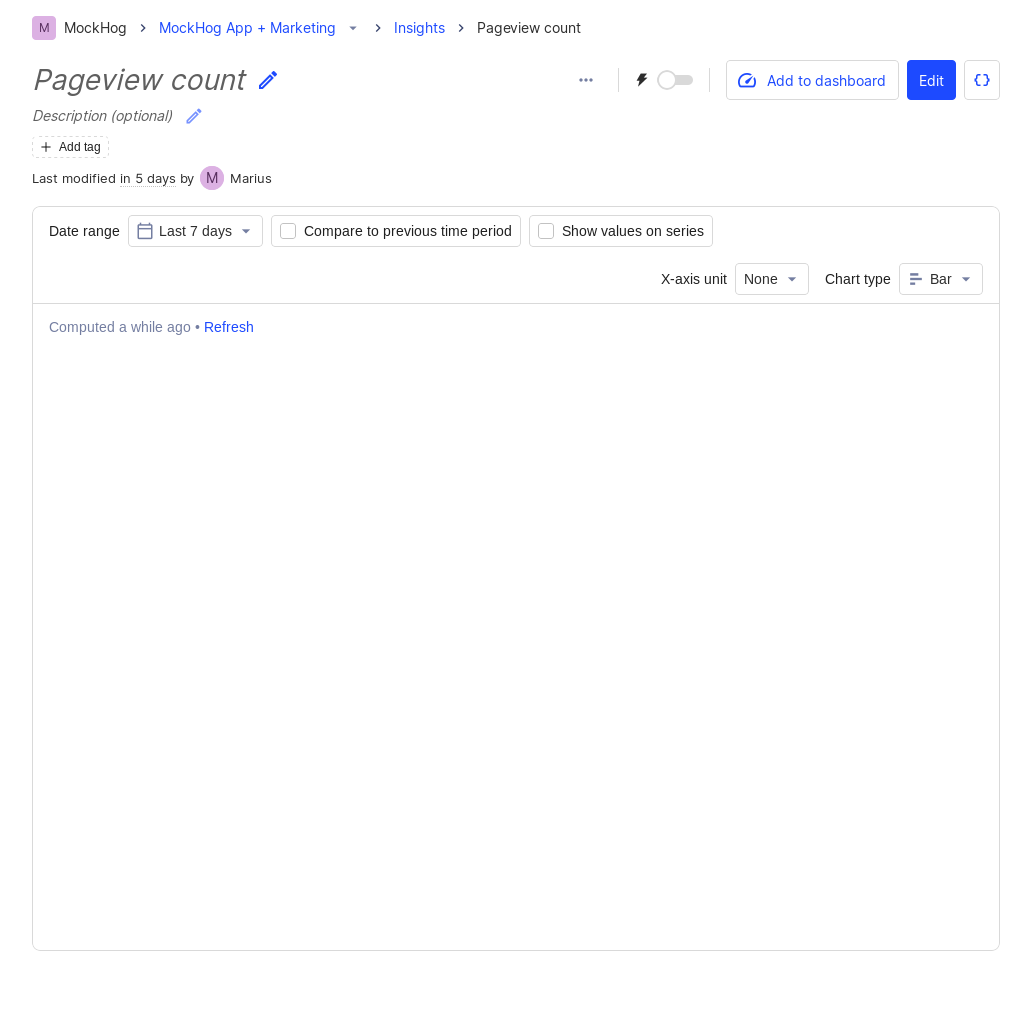 M MockHog MockHog App + Marketing Insights Pageview count
Pageview count
Add to dashboard Edit
Description (optional)
Add tag
Last modified in 5 days by M Marius
Date range Last 7 days Compare to previous time period Show values on series
X-axis unit None Chart type Bar
Computed a while ago • Refresh